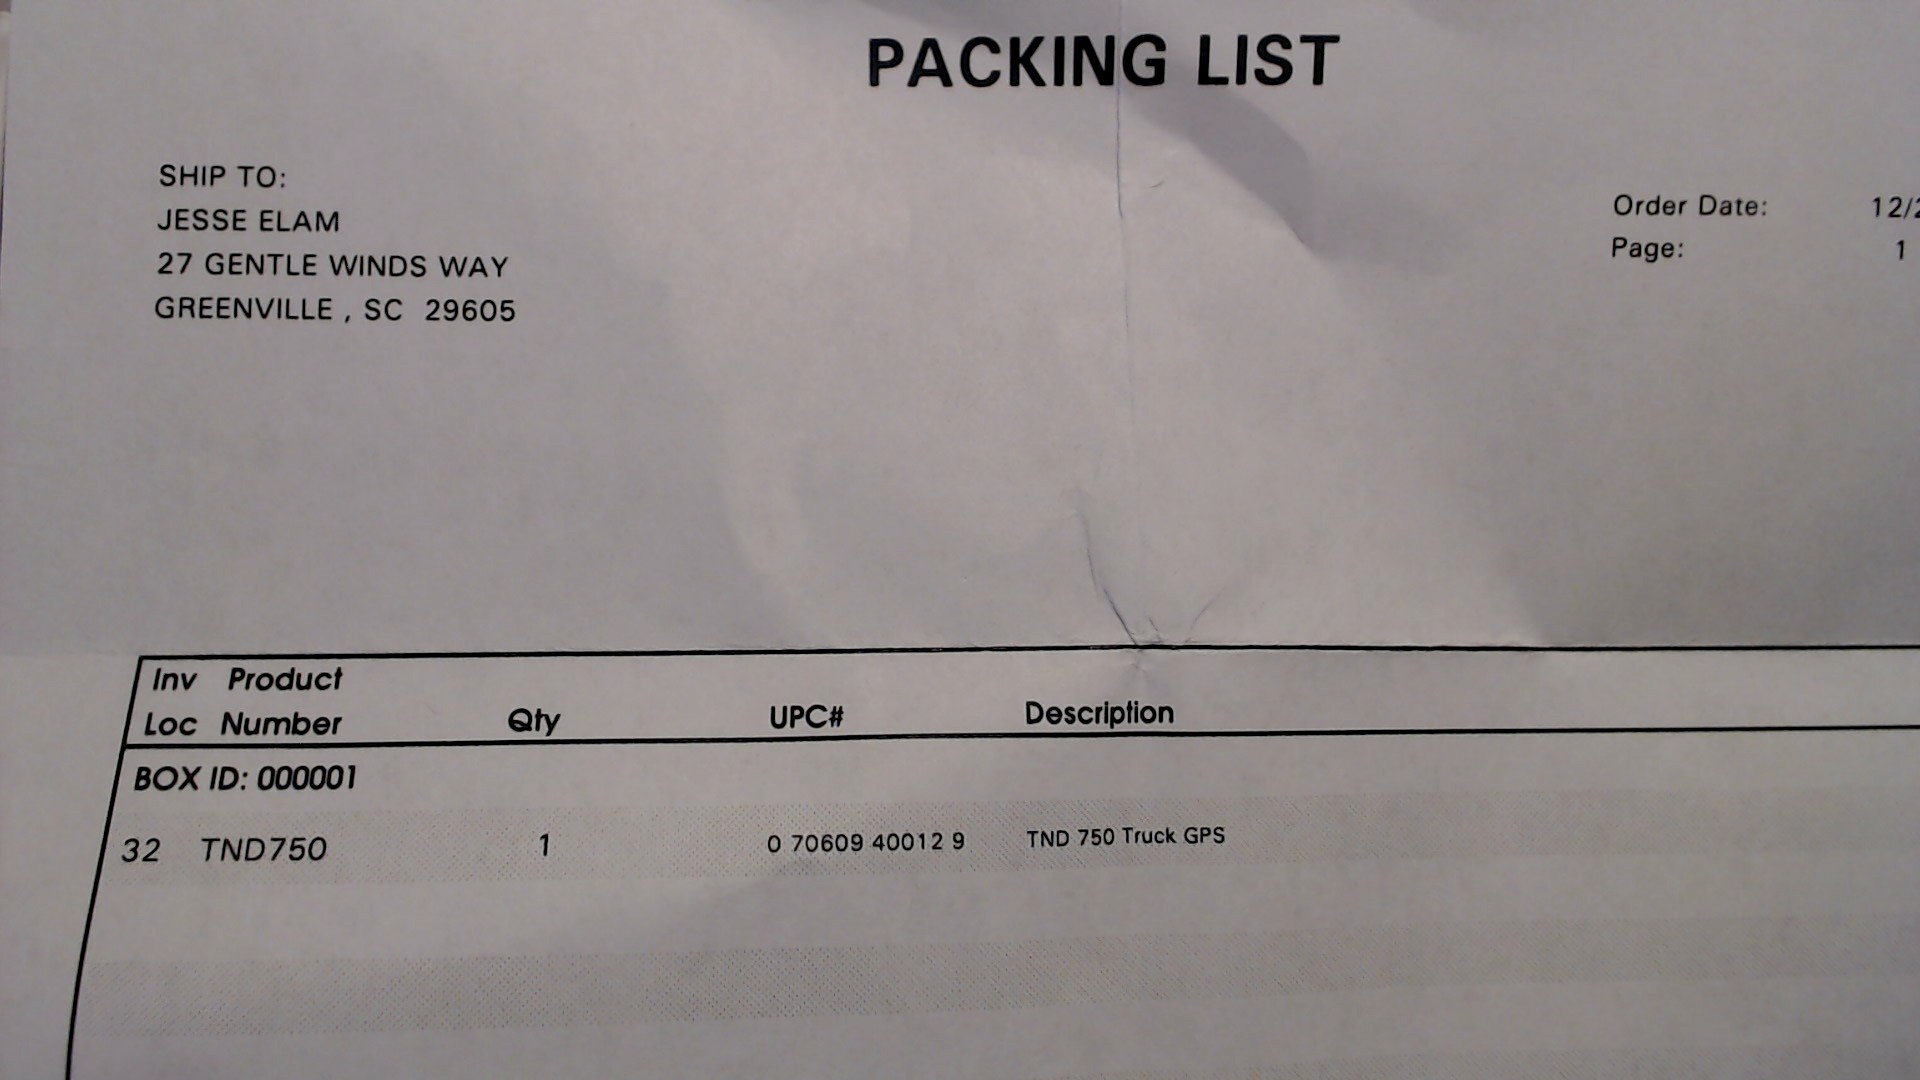 PACKING LIST
SHIP TO:
JESSE ELAM
27 GENTLE WINDS WAY
GREENVILLE , SC 29605
Order Date: 12/2
Page: 1
Inv Product
Loc Number Qty UPC# Description
BOX ID: 000001
32 TND750 1 0 70609 40012 9 TND 750 Truck GPS